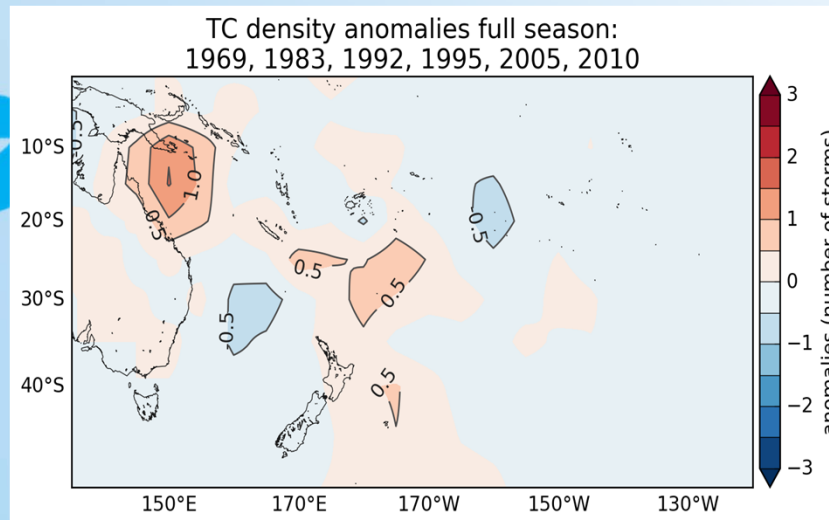 TC density anomalies full season:
1969, 1983, 1992, 1995, 2005, 2010
-0.5
1.0
0.5
0.5
0.5
-0.5
0.5
0.5
10°S
20°S
30°S
40°S
150°E
170°E
170°W
150°W
130°W
3
2
1
0
−1
−2
−3
anomalies (number of storms)